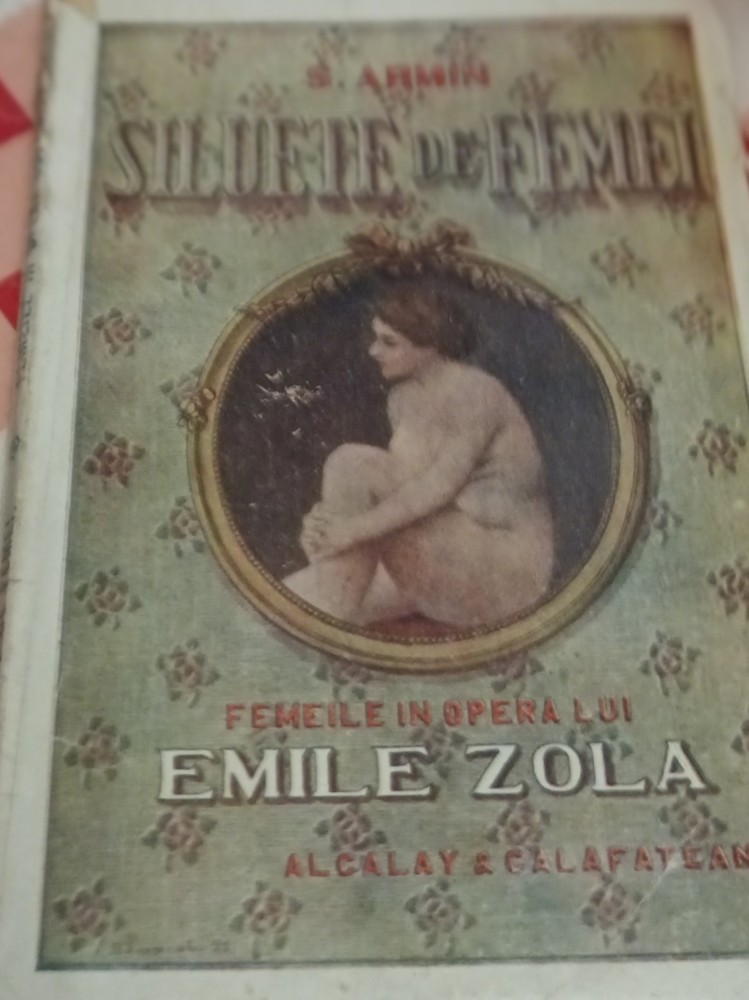 S. ARMIN
SILUETE DE FEMEI
FEMEILE IN OPERA LUI
EMILE ZOLA
ALCALAY & CALAFATEAN